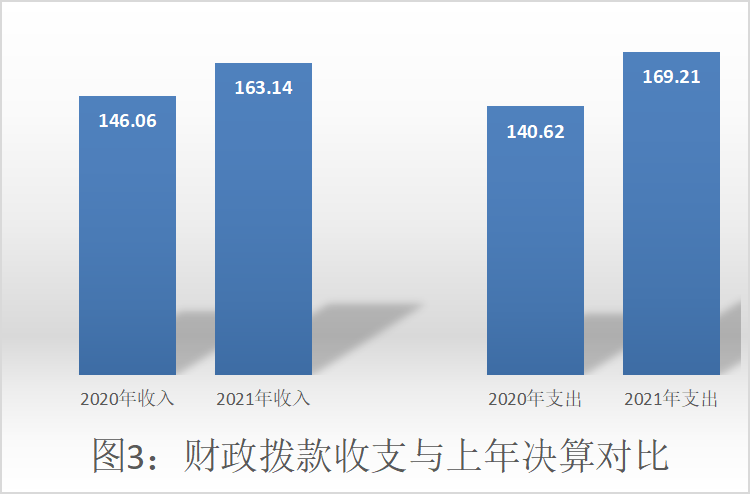 146.06
163.14
140.62
169.21
2020年收入
2021年收入
2020年支出
2021年支出
图3：财政拨款收支与上年决算对比